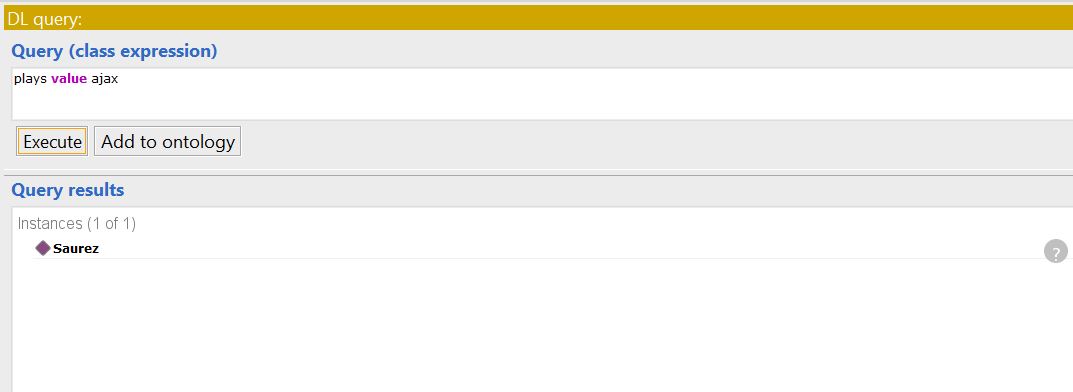 DL query:
Query (class expression)
plays value ajax
Execute
Add to ontology
Query results
Instances (1 of 1)
Saurez
?